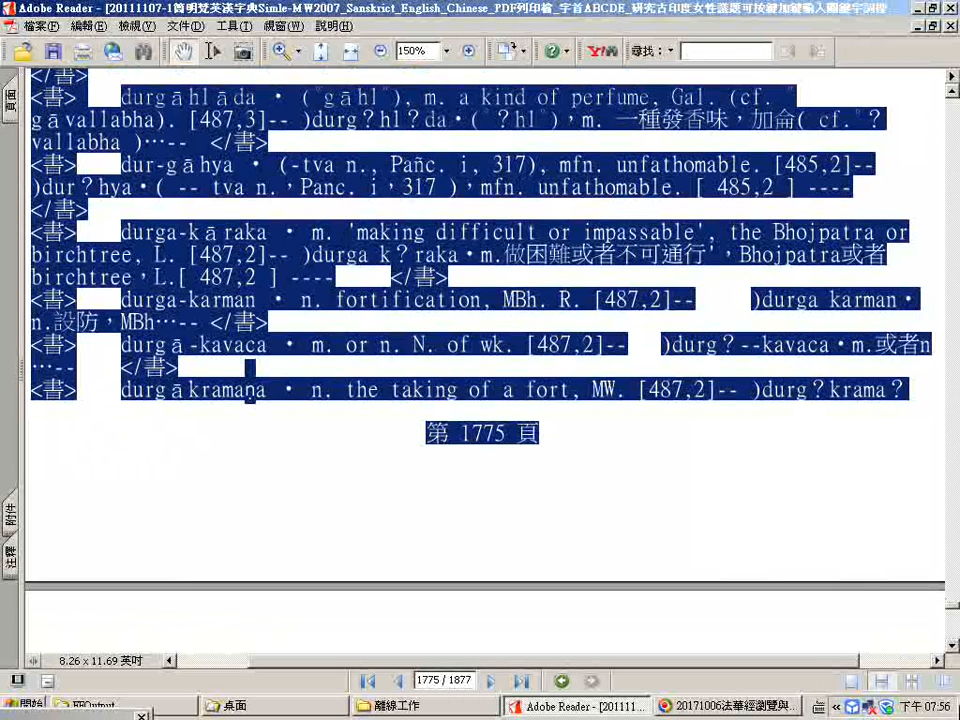 Adobe Reader - [20111107-1簡明梵英漢字典Simle-MW2007_Sanskrict_English_Chinese_PDF列印檔_字首ABCDE_研究古印度女性議題可按鍵加鍵輸入關鍵字詞搜
檔案(F) 編輯(E) 檢視(V) 文件(D) 工具(T) 視窗(W) 說明(H)
150% 尋找:
頁面
</書>
<書> durgāhlāda • (°gāhl°), m. a kind of perfume, Gal. (cf. °
gāvallabha). [487,3]-- )durg?hl?da•( °?hl°),m. 一種發香味,加侖( cf.°?
vallabha )…-- </書>
<書> dur-gāhya • (-tva n., Pañc. i, 317), mfn. unfathomable. [485,2]--
)dur?hya•( -- tva n.,Panc. i,317 ),mfn. unfathomable. [ 485,2 ] ----
</書>
<書> durga-kāraka • m. 'making difficult or impassable', the Bhojpatra or
birchtree, L. [487,2]-- )durga k?raka•m.做困難或者不可通行',Bhojpatra或者
birchtree,L.[ 487,2 ] ---- </書>
<書> durga-karman • n. fortification, MBh. R. [487,2]-- )durga karman•
n.設防,MBh…-- </書>
<書> durgā-kavaca • m. or n. N. of wk. [487,2]-- )durg?--kavaca•m.或者n
…-- </書>
<書> durgākramaṇa • n. the taking of a fort, MW. [487,2]-- )durg?krama?
第 1775 頁
附件
注釋
8.26 x 11.69 英吋
1775 / 1877
開始 FFOutput 桌面 離線工作 Adobe Reader - [201111... 20171006法華經瀏覽與... 下午 07:56